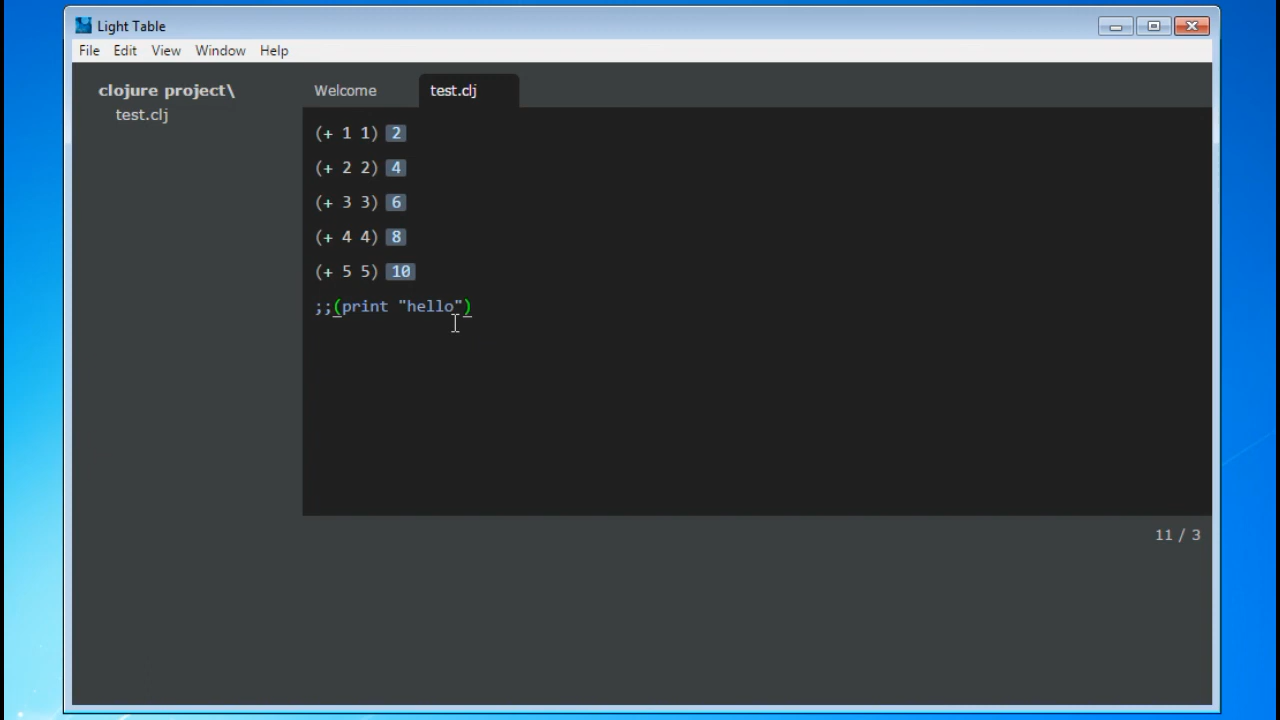 Light Table
File Edit View Window Help
clojure project\
test.clj
Welcome test.clj
(+ 1 1) 2
(+ 2 2) 4
(+ 3 3) 6
(+ 4 4) 8
(+ 5 5) 10
;;(print "hello")
11 / 3